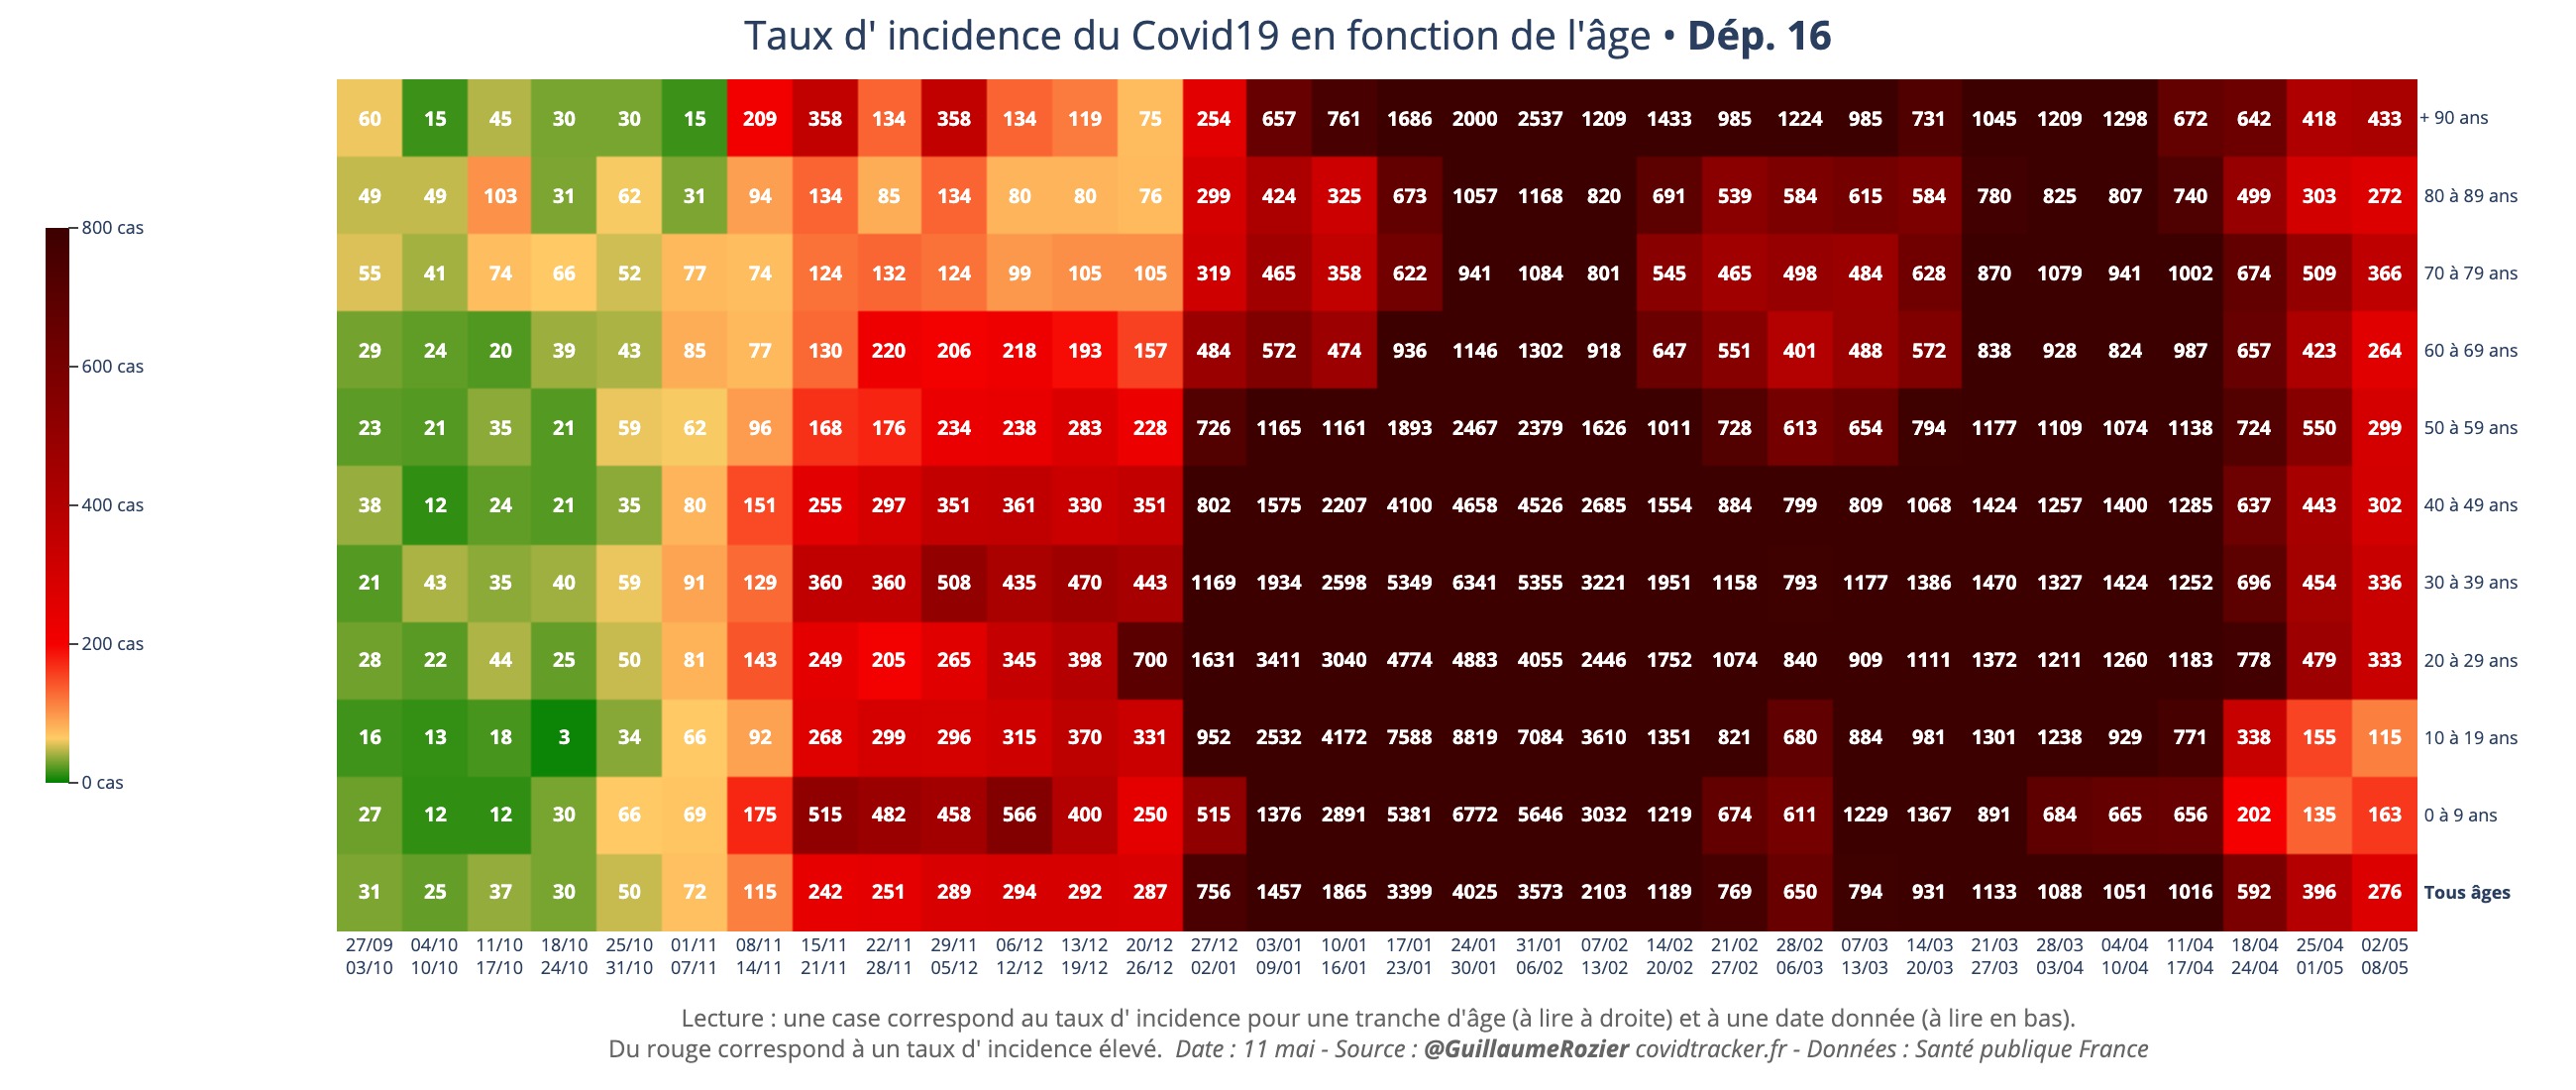 Taux d' incidence du Covid19 en fonction de l'âge • Dép. 16
60 15 45 30 30 15 209 358 134 358 134 119 75 254 657 761 1686 2000 2537 1209 1433 985 1224 985 731 1045 1209 1298 672 642 418 433 + 90 ans
49 49 103 31 62 31 94 134 85 134 80 80 76 299 424 325 673 1057 1168 820 691 539 584 615 584 780 825 807 740 499 303 272 80 à 89 ans
800 cas
55 41 74 66 52 77 74 124 132 124 99 105 105 319 465 358 622 941 1084 801 545 465 498 484 628 870 1079 941 1002 674 509 366 70 à 79 ans
29 24 20 39 43 85 77 130 220 206 218 193 157 484 572 474 936 1146 1302 918 647 551 401 488 572 838 928 824 987 657 423 264 60 à 69 ans
600 cas
23 21 35 21 59 62 96 168 176 234 238 283 228 726 1165 1161 1893 2467 2379 1626 1011 728 613 654 794 1177 1109 1074 1138 724 550 299 50 à 59 ans
400 cas
38 12 24 21 35 80 151 255 297 351 361 330 351 802 1575 2207 4100 4658 4526 2685 1554 884 799 809 1068 1424 1257 1400 1285 637 443 302 40 à 49 ans
21 43 35 40 59 91 129 360 360 508 435 470 443 1169 1934 2598 5349 6341 5355 3221 1951 1158 793 1177 1386 1470 1327 1424 1252 696 454 336 30 à 39 ans
200 cas
28 22 44 25 50 81 143 249 205 265 345 398 700 1631 3411 3040 4774 4883 4055 2446 1752 1074 840 909 1111 1372 1211 1260 1183 778 479 333 20 à 29 ans
16 13 18 3 34 66 92 268 299 296 315 370 331 952 2532 4172 7588 8819 7084 3610 1351 821 680 884 981 1301 1238 929 771 338 155 115 10 à 19 ans
0 cas
27 12 12 30 66 69 175 515 482 458 566 400 250 515 1376 2891 5381 6772 5646 3032 1219 674 611 1229 1367 891 684 665 656 202 135 163 0 à 9 ans
31 25 37 30 50 72 115 242 251 289 294 292 287 756 1457 1865 3399 4025 3573 2103 1189 769 650 794 931 1133 1088 1051 1016 592 396 276 Tous âges
27/09 04/10 11/10 18/10 25/10 01/11 08/11 15/11 22/11 29/11 06/12 13/12 20/12 27/12 03/01 10/01 17/01 24/01 31/01 07/02 14/02 21/02 28/02 07/03 14/03 21/03 28/03 04/04 11/04 18/04 25/04 02/05
03/10 10/10 17/10 24/10 31/10 07/11 14/11 21/11 28/11 05/12 12/12 19/12 26/12 02/01 09/01 16/01 23/01 30/01 06/02 13/02 20/02 27/02 06/03 13/03 20/03 27/03 03/04 10/04 17/04 24/04 01/05 08/05
Lecture : une case correspond au taux d' incidence pour une tranche d'âge (à lire à droite) et à une date donnée (à lire en bas).
Du rouge correspond à un taux d' incidence élevé. Date : 11 mai - Source : @GuillaumeRozier covidtracker.fr - Données : Santé publique France